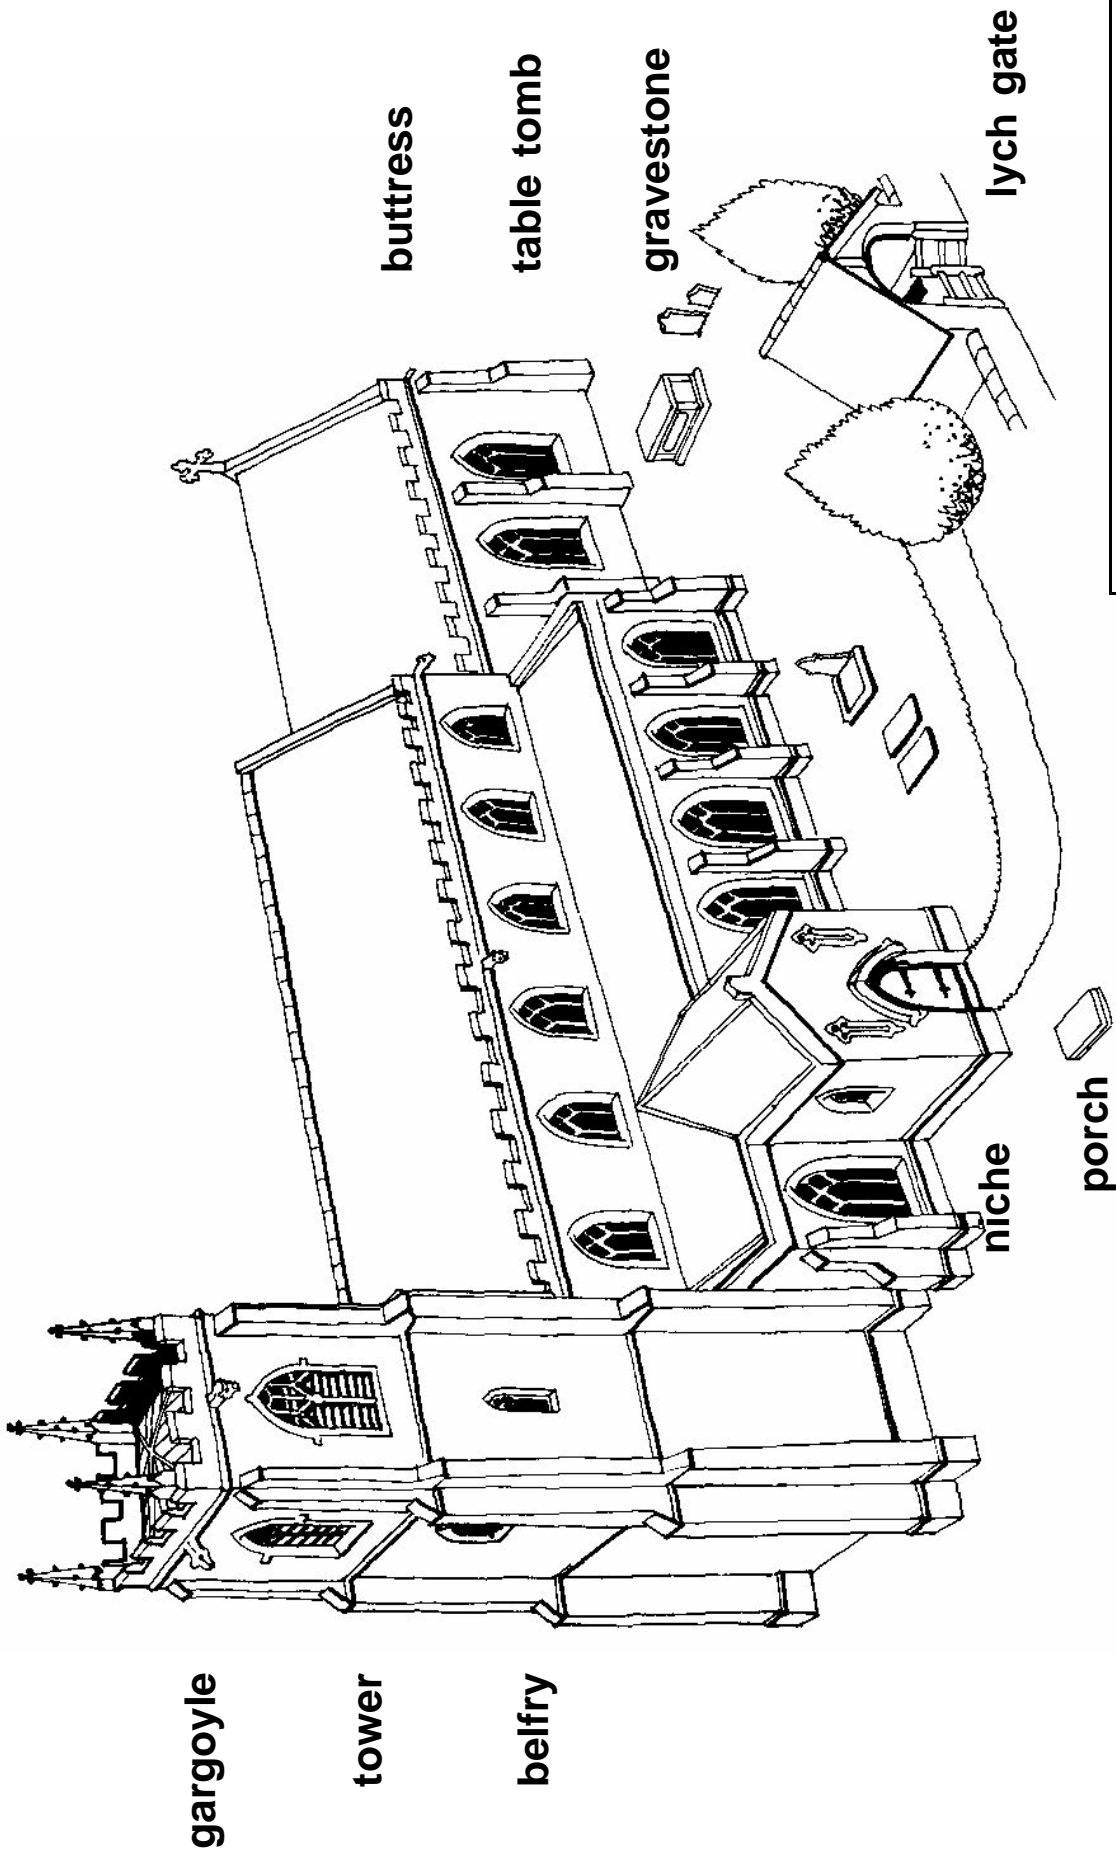 gargoyle
tower
belfry
buttress
table tomb
gravestone
lych gate
niche
porch